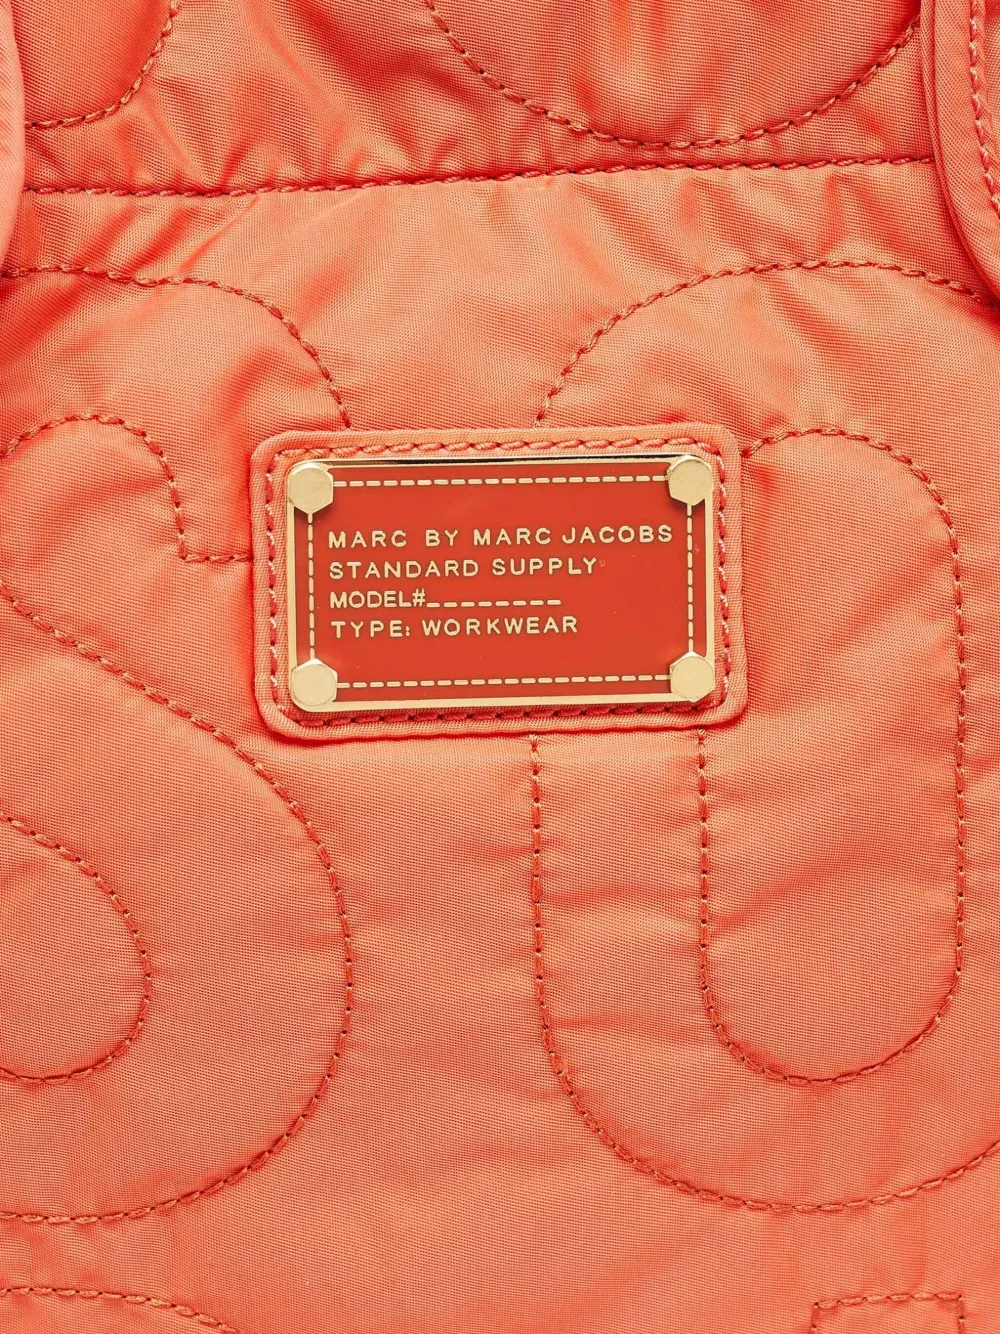 MARC BY MARC JACOBS
STANDARD SUPPLY
MODEL#_________
TYPE: WORKWEAR